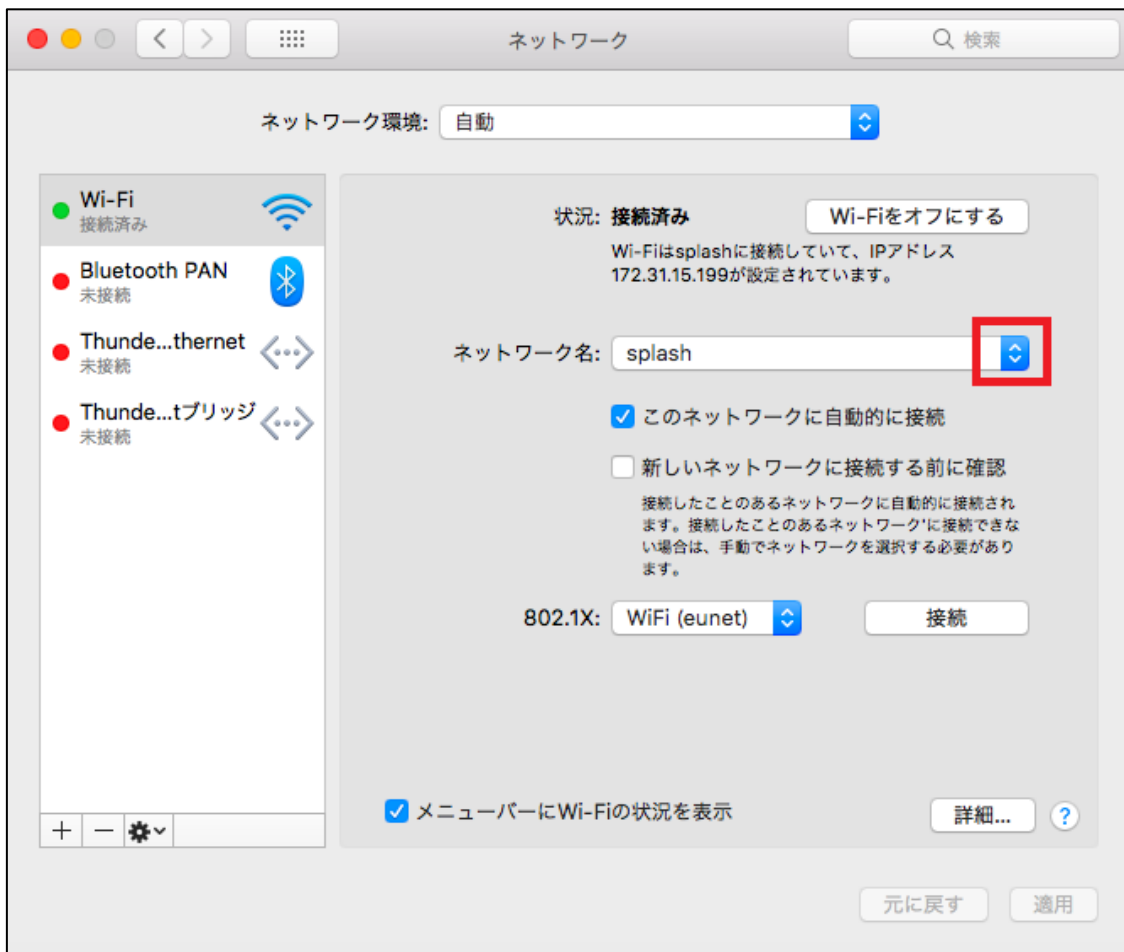 ネットワーク
検索
ネットワーク環境: 自動
Wi-Fi
接続済み
Bluetooth PAN
未接続
Thunde...thernet
未接続
Thunde...tブリッジ
未接続
状況: 接続済み
Wi-Fiをオフにする
Wi-Fiはsplashに接続していて、IPアドレス
172.31.15.199が設定されています。
ネットワーク名: splash
このネットワークに自動的に接続
新しいネットワークに接続する前に確認
接続したことのあるネットワークに自動的に接続され
ます。接続したことのあるネットワーク'に接続できな
い場合は、手動でネットワークを選択する必要があり
ます。
802.1X: WiFi (eunet)
接続
メニューバーにWi-Fiの状況を表示
詳細...
?
元に戻す
適用